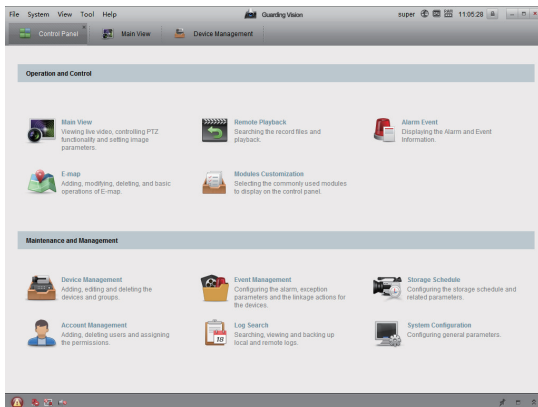 File System View Tool Help Guarding Vision super 11:05:28
Control Panel Main View Device Management
Operation and Control
Main View
Viewing live video, controlling PTZ
functionality and setting image
parameters.
Remote Playback
Searching the record files and
playback.
Alarm Event
Displaying the Alarm and Event
Information.
E-map
Adding, modifying, deleting, and basic
operations of E-map.
Modules Customization
Selecting the commonly used modules
to display on the control panel.
Maintenance and Management
Device Management
Adding, editing and deleting the
devices and groups.
Event Management
Configuring the alarm, exception
parameters and the linkage actions for
the devices.
Storage Schedule
Configuring the storage schedule and
related parameters.
Account Management
Adding, deleting users and assigning
the permissions.
Log Search
Searching, viewing and backing up
local and remote logs.
18
System Configuration
Configuring general parameters.